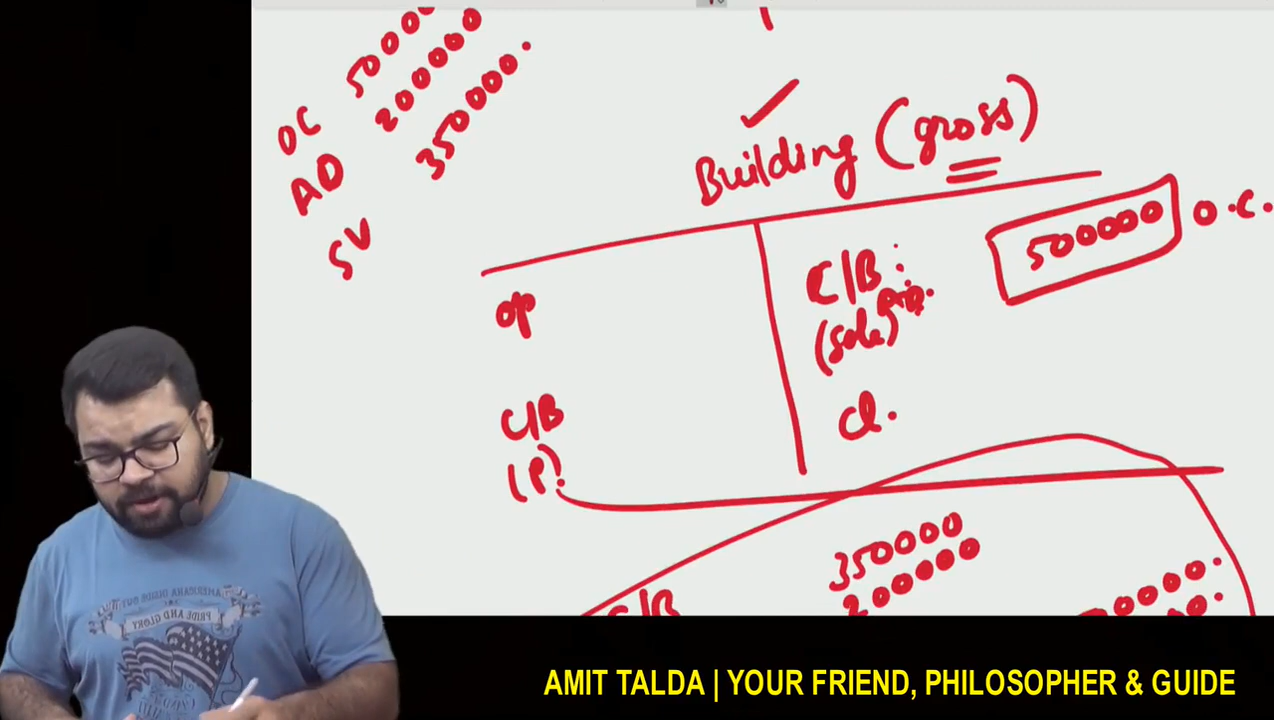 OC 50000
AD 200000
SV 350000.
Building (gross)
500000 O.C.
op
C/B :
(sale)
C/B
(P)
Cl.
350000
200000
C/B
AMIT TALDA | YOUR FRIEND, PHILOSOPHER & GUIDE